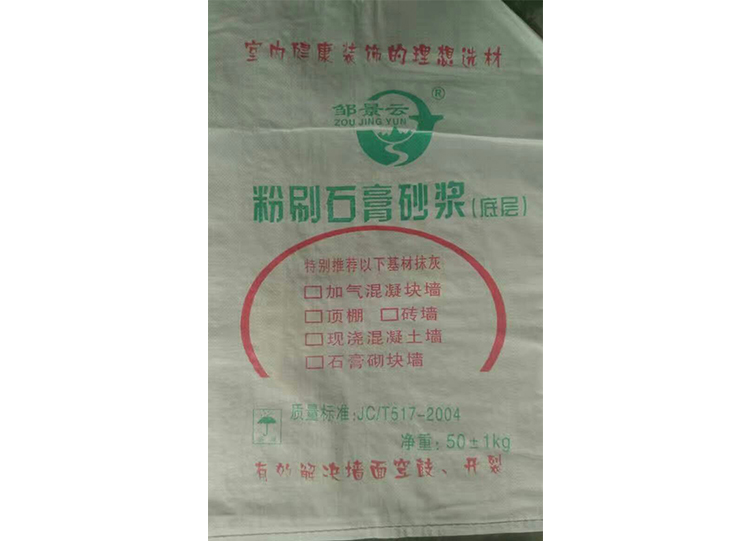 室内健康装饰的理想选材
邹景云®
ZOU JING YUN
粉刷石膏砂浆(底层)
特别推荐以下基材抹灰
□加气混凝块墙
□顶棚 □砖墙
□现浇混凝土墙
□石膏砌块墙
质量标准:JC/T517-2004
净重:50±1kg
有效解决墙面空鼓、开裂